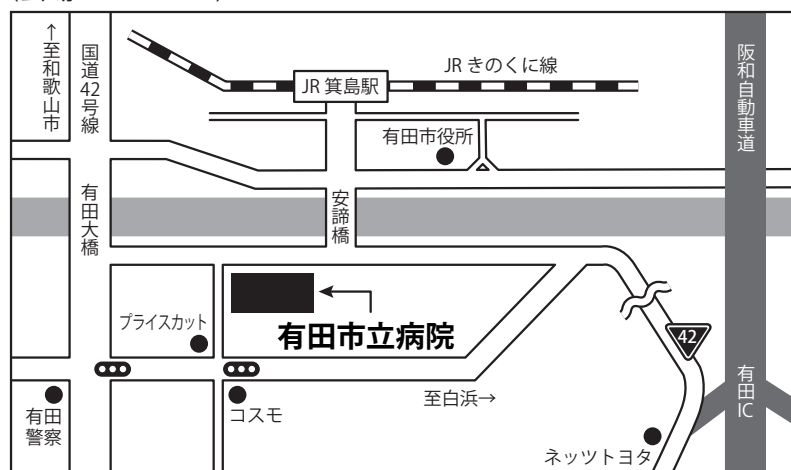 ↑至和歌山市
国道42号線
JR きのくに線
JR 箕島駅
有田市役所
阪和自動車道
有田大橋
安諦橋
プライスカット
有田市立病院
42
有田IC
至白浜→
コスモ
有田
警察
ネッツトヨタ